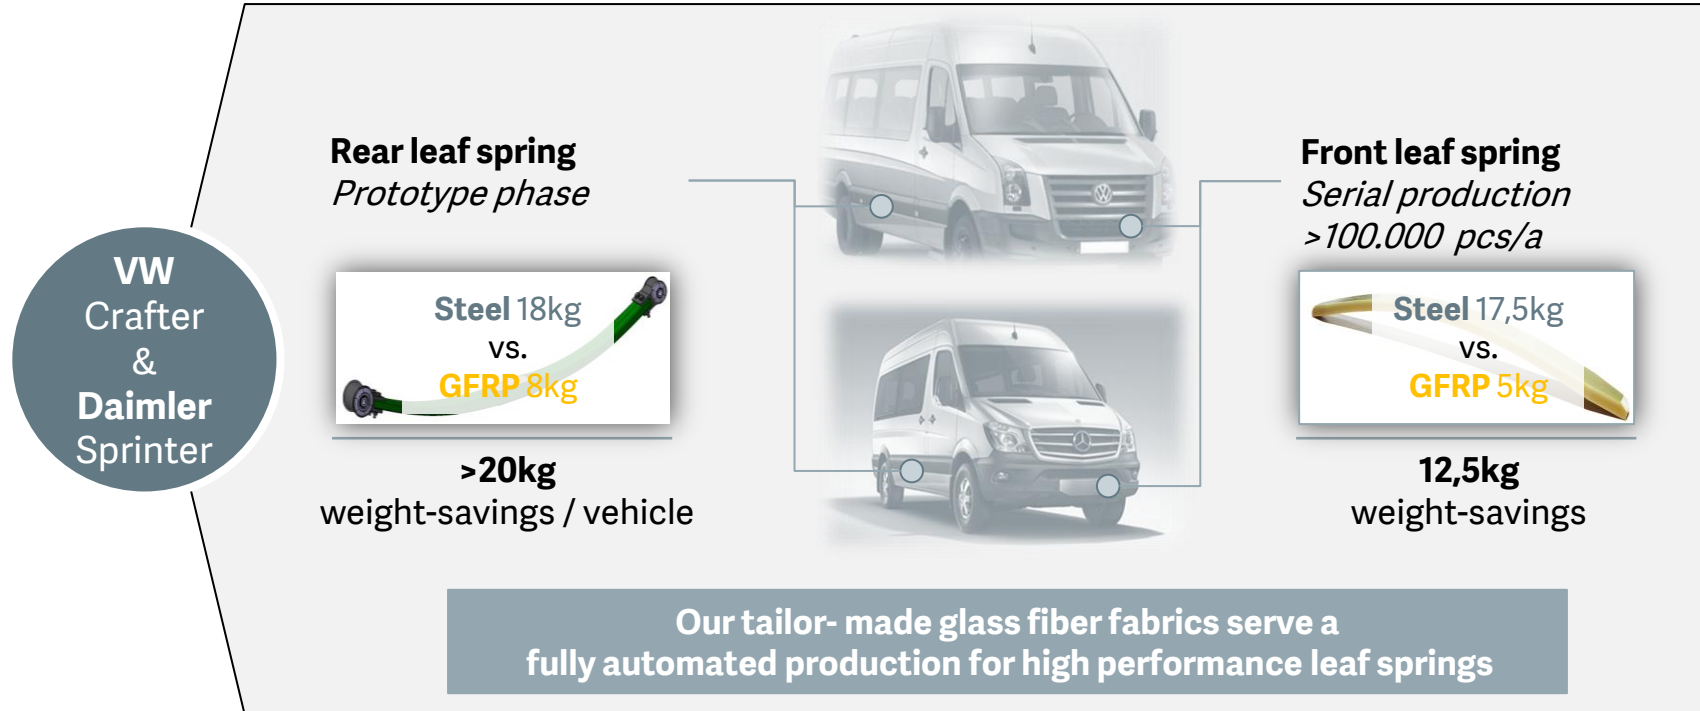 VW
Crafter
&
Daimler
Sprinter
Rear leaf spring
Prototype phase
Steel 18kg
vs.
GFRP 8kg
>20kg
weight-savings / vehicle
Front leaf spring
Serial production
>100.000 pcs/a
Steel 17,5kg
vs.
GFRP 5kg
12,5kg
weight-savings
Our tailor- made glass fiber fabrics serve a
fully automated production for high performance leaf springs